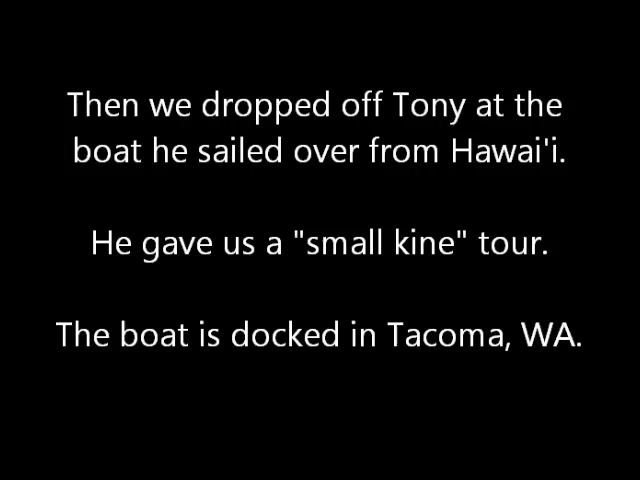 Then we dropped off Tony at the
boat he sailed over from Hawai'i.
He gave us a "small kine" tour.
The boat is docked in Tacoma, WA.